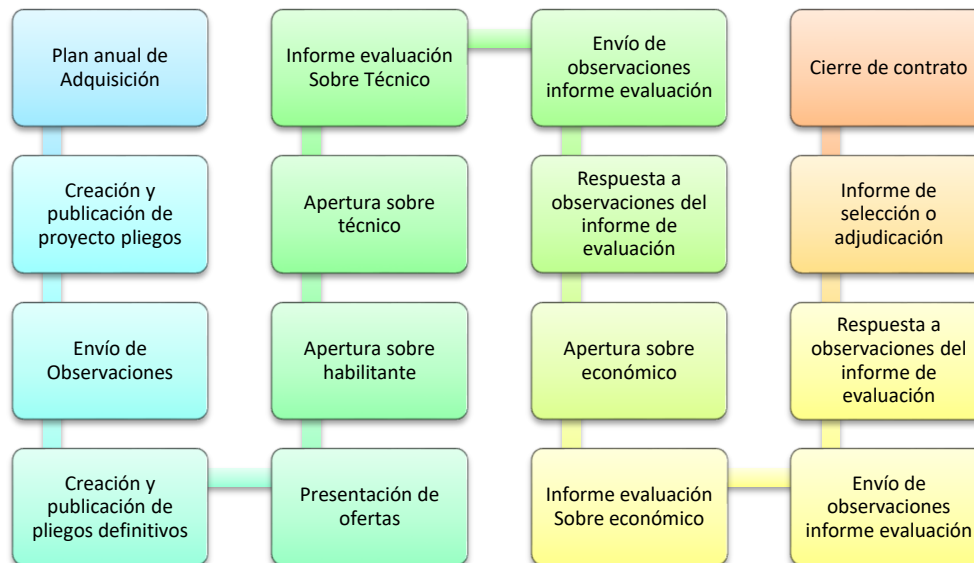 Plan anual de
Adquisición
Creación y
publicación de
proyecto pliegos
Envío de
Observaciones
Creación y
publicación de
pliegos definitivos
Presentación de
ofertas
Apertura sobre
habilitante
Apertura sobre
técnico
Informe evaluación
Sobre Técnico
Envío de
observaciones
informe evaluación
Respuesta a
observaciones del
informe de
evaluación
Apertura sobre
económico
Informe evaluación
Sobre económico
Envío de
observaciones
informe evaluación
Respuesta a
observaciones del
informe de
evaluación
Informe de
selección o
adjudicación
Cierre de contrato